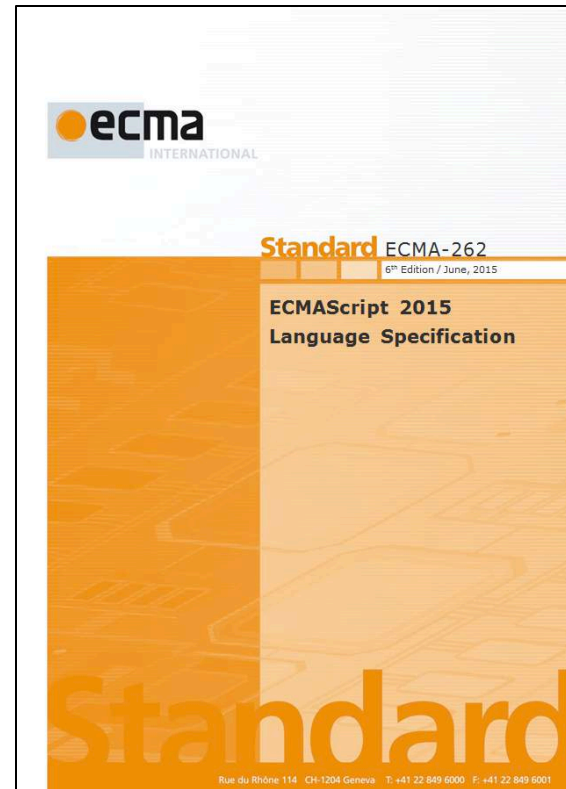 ecma
INTERNATIONAL
Standard ECMA-262
6th Edition / June, 2015
ECMAScript 2015
Language Specification
Standard
Rue du Rhône 114 CH-1204 Geneva T: +41 22 849 6000 F: +41 22 849 6001